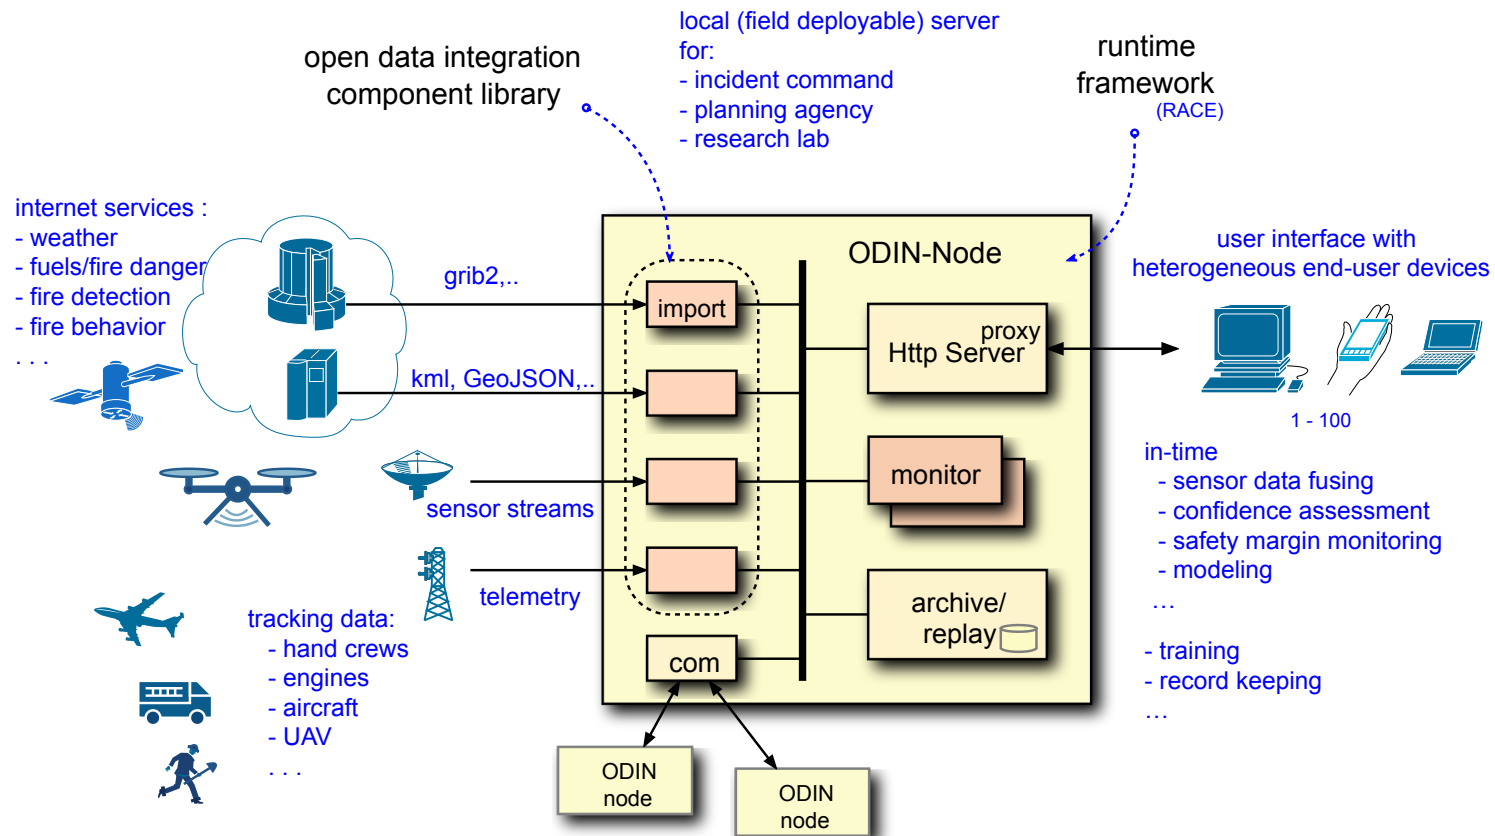 open data integration
component library
local (field deployable) server
for:
- incident command
- planning agency
- research lab
runtime
framework
(RACE)
internet services :
- weather
- fuels/fire danger
- fire detection
- fire behavior
. . .
grib2,..
kml, GeoJSON,..
sensor streams
telemetry
tracking data:
- hand crews
- engines
- aircraft
- UAV
. . .
ODIN-Node
import
com
proxy
Http Server
monitor
archive/
replay
ODIN
node
ODIN
node
user interface with
heterogeneous end-user devices
1 - 100
in-time
- sensor data fusing
- confidence assessment
- safety margin monitoring
- modeling
...
- training
- record keeping
...